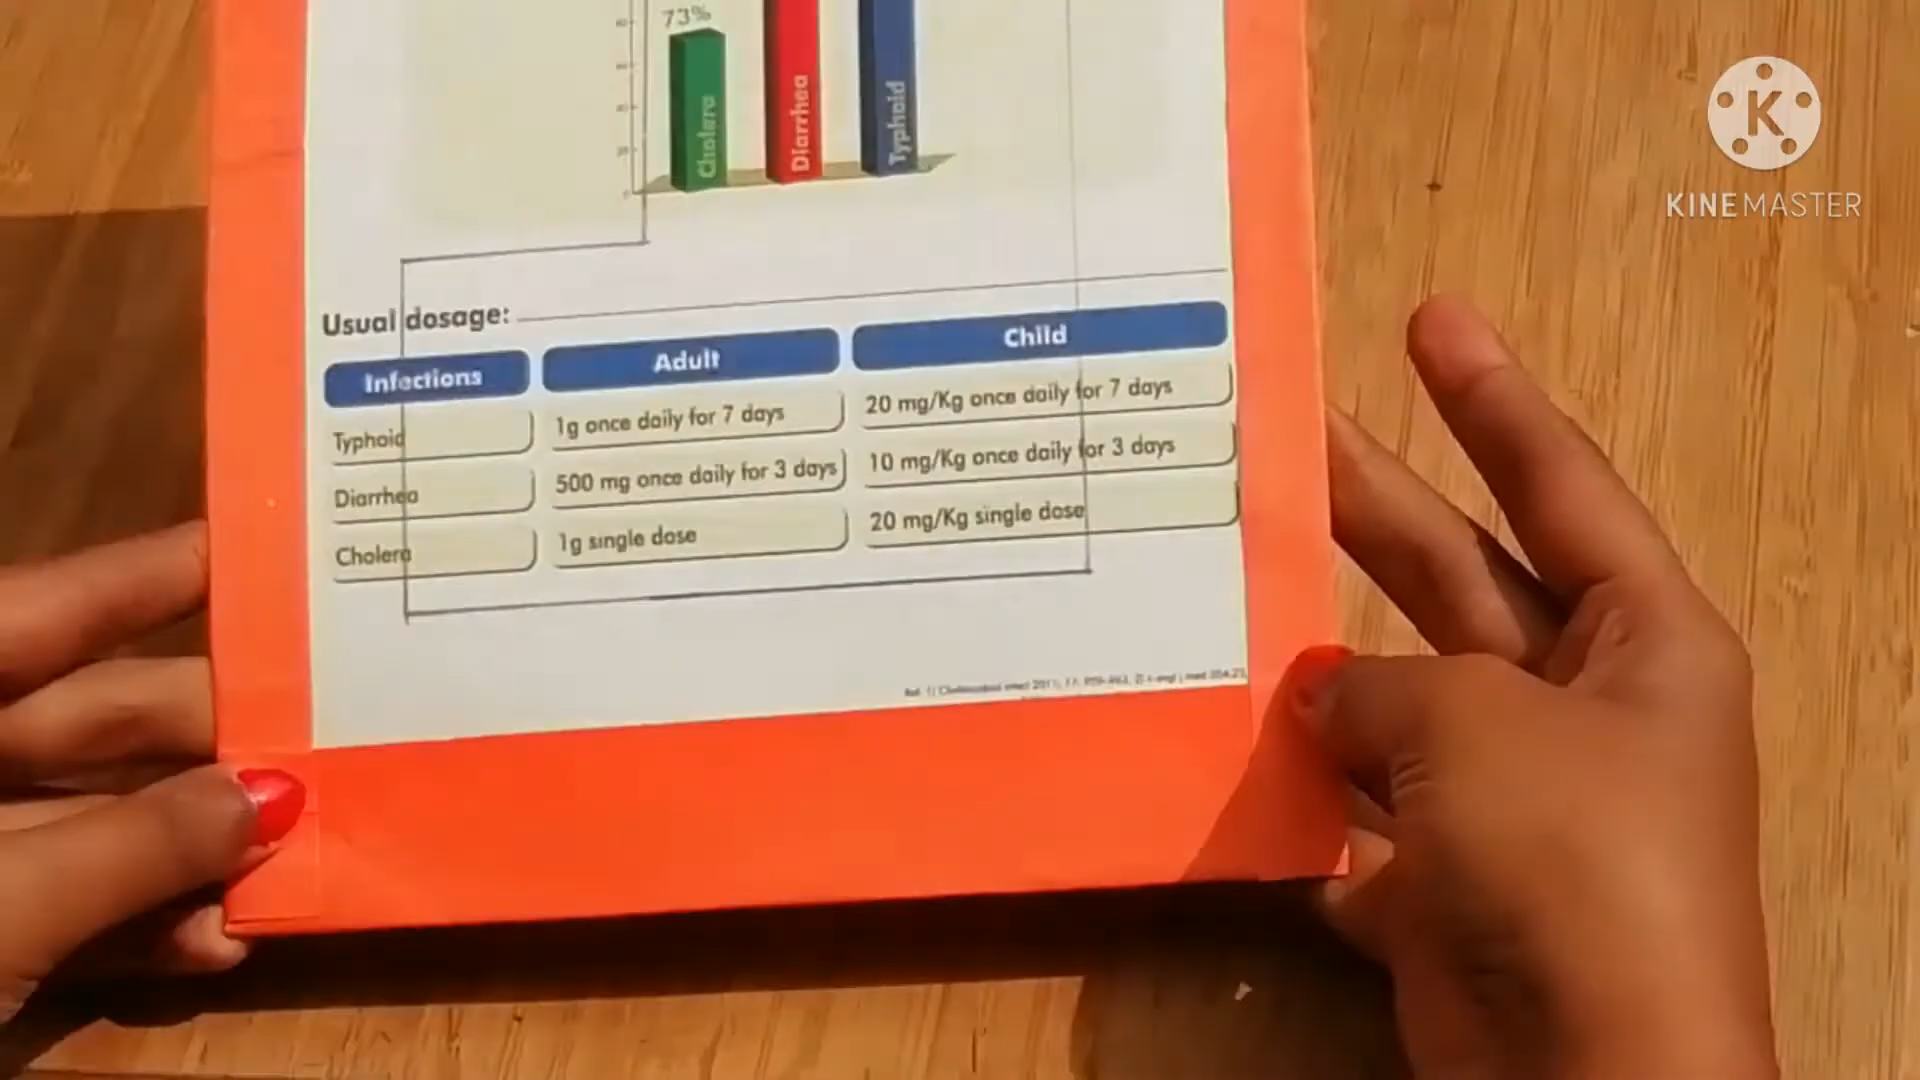 73%
Cholera
Diarrhea
Typhoid
Usual dosage:
Infections Adult Child
Typhoid 1g once daily for 7 days 20 mg/Kg once daily for 7 days
Diarrhea 500 mg once daily for 3 days 10 mg/Kg once daily for 3 days
Cholera 1g single dose 20 mg/Kg single dose
K
KINEMASTER